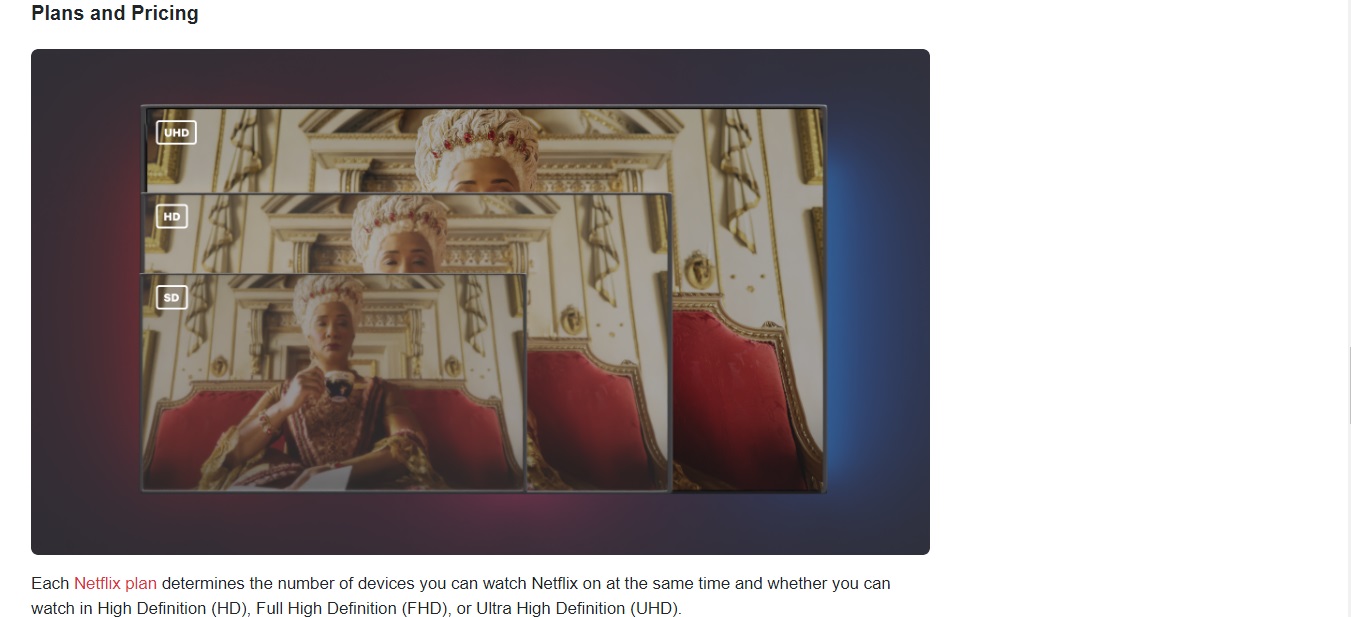 Plans and Pricing
UHD
HD
SD
Each Netflix plan determines the number of devices you can watch Netflix on at the same time and whether you can
watch in High Definition (HD), Full High Definition (FHD), or Ultra High Definition (UHD).